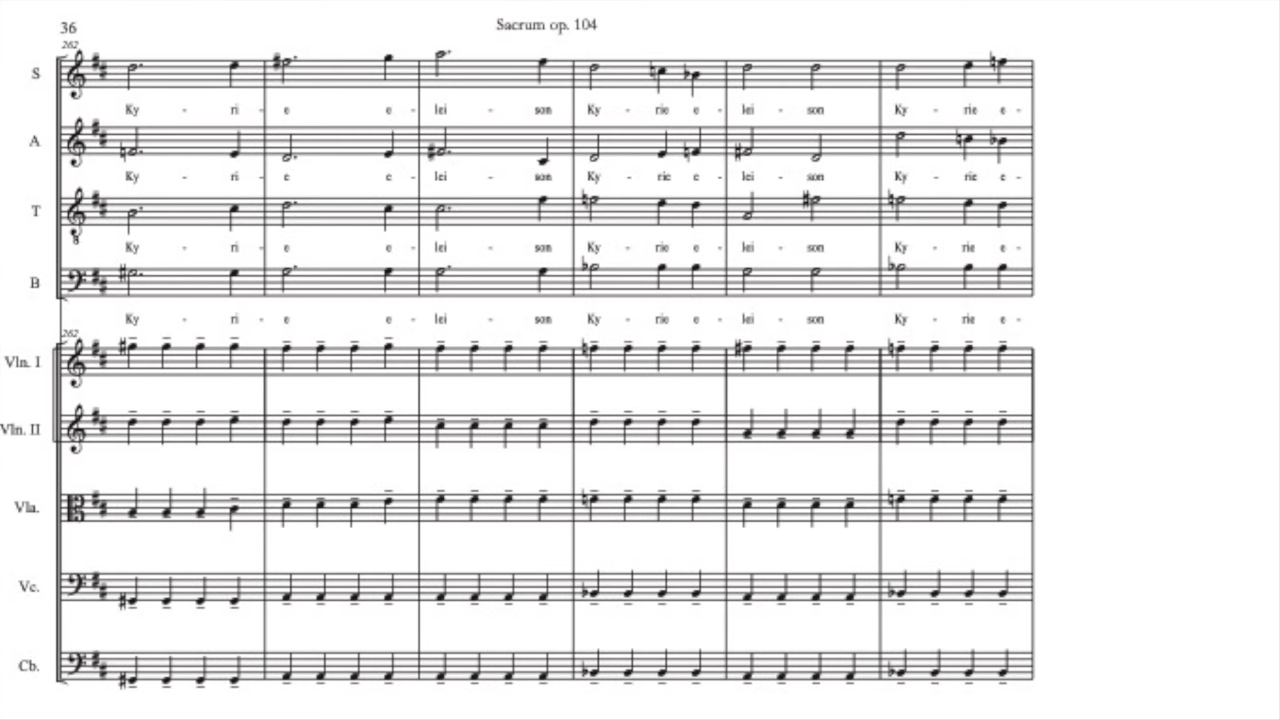 36
Sacrum op. 104
262
S
Ky - ri - e e - lei - son Ky - rie e - lei - son Ky - rie e -
A
Ky - ri - e e - lei - son Ky - rie e - lei - son Ky - rie e -
T
8
Ky - ri - e e - lei - son Ky - rie e - lei - son Ky - rie e -
B
Ky - ri - e e - lei - son Ky - rie e - lei - son Ky - rie e -
262
Vln. I
Vln. II
Vla.
Vc.
Cb.